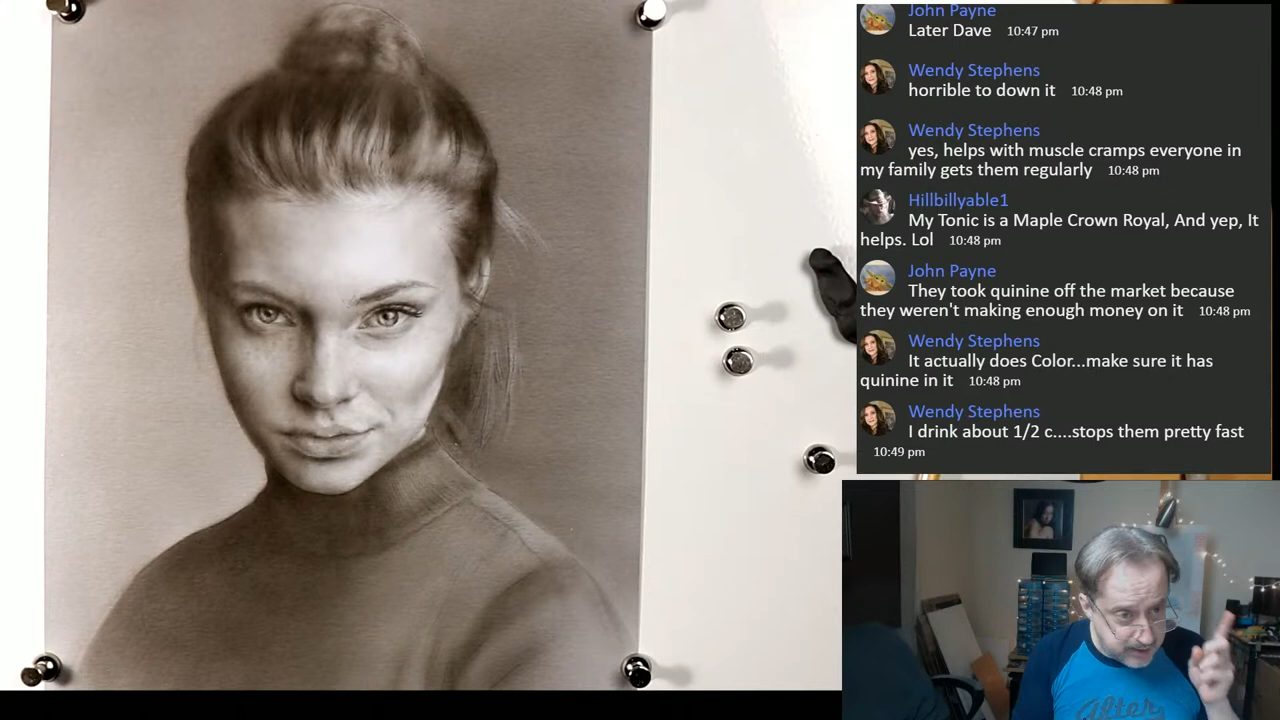 John Payne
Later Dave 10:47 pm
Wendy Stephens
horrible to down it 10:48 pm
Wendy Stephens
yes, helps with muscle cramps everyone in
my family gets them regularly 10:48 pm
Hillbillyable1
My Tonic is a Maple Crown Royal, And yep, It
helps. Lol 10:48 pm
John Payne
They took quinine off the market because
they weren't making enough money on it 10:48 pm
Wendy Stephens
It actually does Color...make sure it has
quinine in it 10:48 pm
Wendy Stephens
I drink about 1/2 c....stops them pretty fast
10:49 pm
After